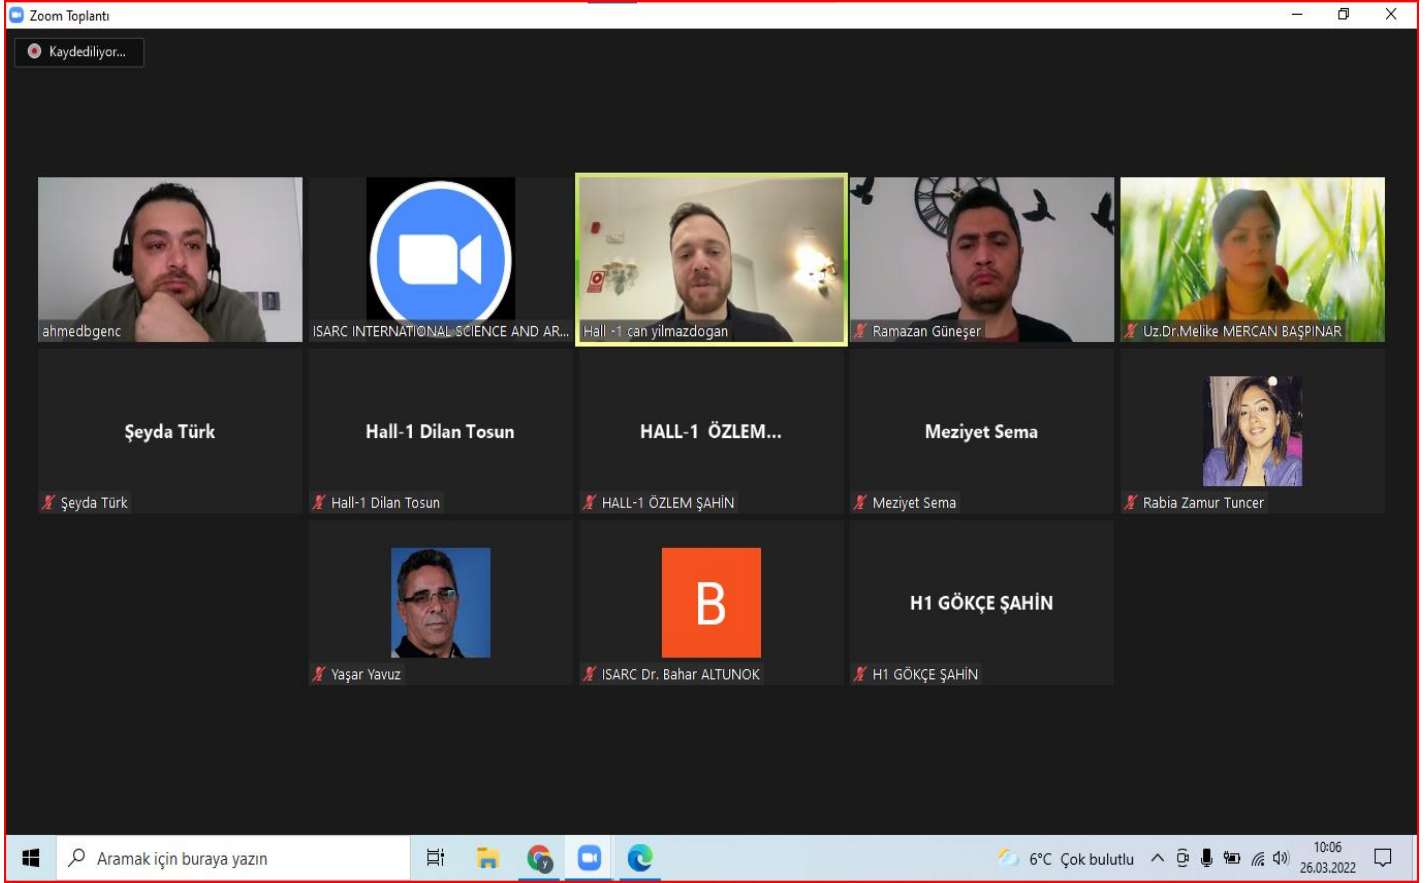 Zoom Toplantı
Kaydediliyor...
ahmedbgenc
ISARC INTERNATIONAL SCIENCE AND AR...
Hall -1 can yilmazdogan
Ramazan Güneşer
Uz.Dr.Melike MERCAN BAŞPINAR
Şeyda Türk
Hall-1 Dilan Tosun
HALL-1 ÖZLEM...
Meziyet Sema
Şeyda Türk
Hall-1 Dilan Tosun
HALL-1 ÖZLEM ŞAHİN
Meziyet Sema
Rabia Zamur Tuncer
B
H1 GÖKÇE ŞAHİN
Yaşar Yavuz
ISARC Dr. Bahar ALTUNOK
H1 GÖKÇE ŞAHİN
Aramak için buraya yazın
6°C Çok bulutlu
10:06
26.03.2022